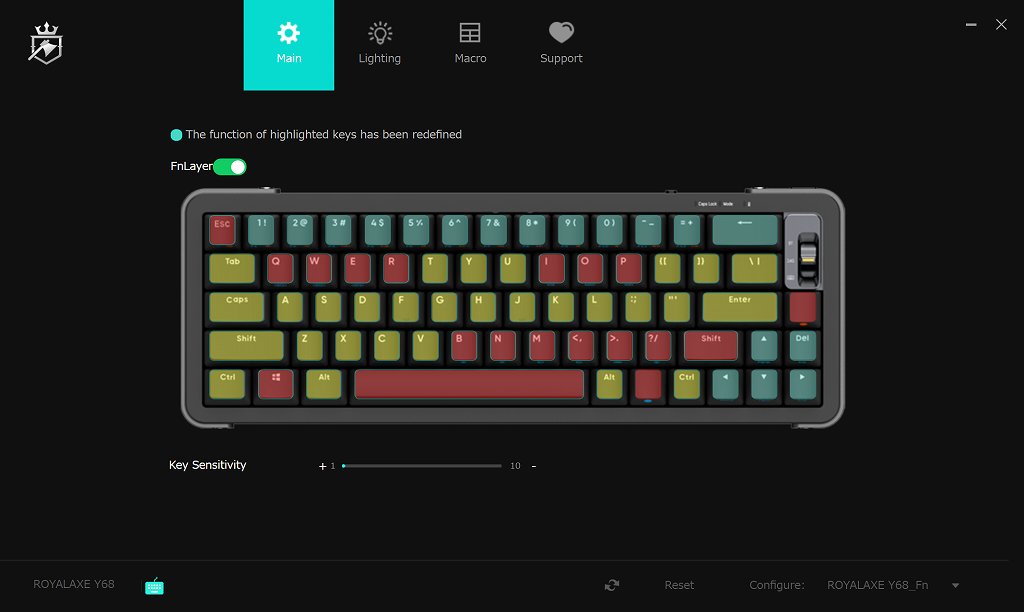 Main
Lighting
Macro
Support
The function of highlighted keys has been redefined
FnLayer
Caps Lock Mode
Esc 1! 2@ 3# 4$ 5% 6^ 7& 8* 9( 0) -_ =+ ←
Tab Q W E R T Y U I O P [{ ]} \|
Caps A S D F G H J K L ;: "' Enter
Shift Z X C V B N M <, >. ?/ Shift ▲ Del
Ctrl Alt Alt Ctrl ◄ ▼ ►
Key Sensitivity + 1 10 -
ROYALAXE Y68
Reset
Configure: ROYALAXE Y68_Fn